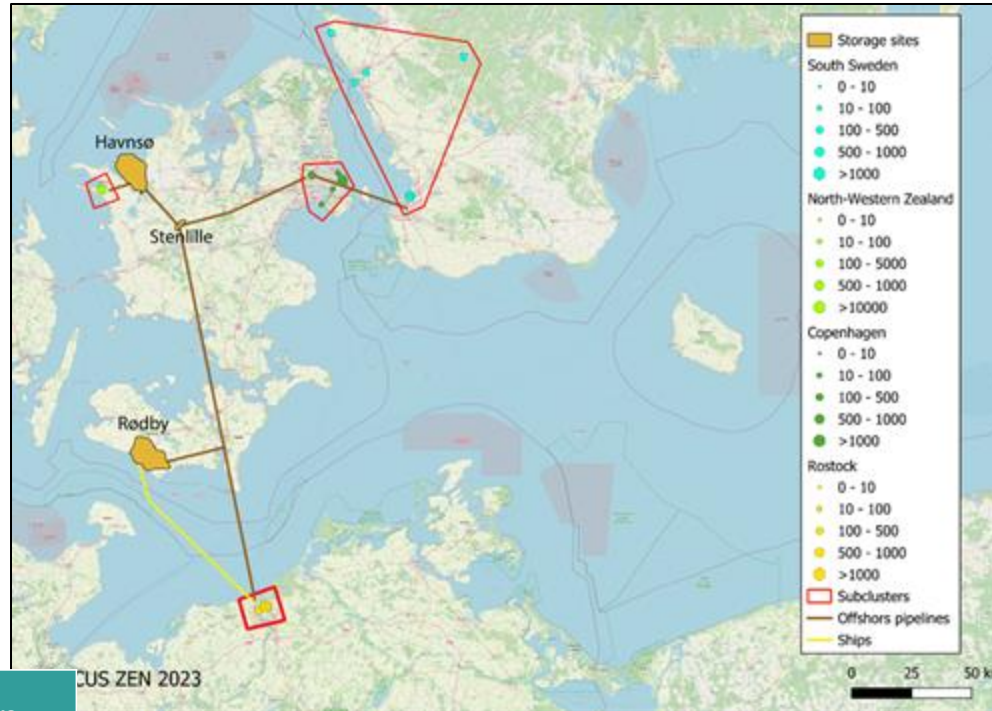 Storage sites
South Sweden
0 - 10
10 - 100
100 - 500
500 - 1000
>1000
North-Western Zealand
0 - 10
10 - 100
100 - 5000
500 - 1000
>10000
Copenhagen
0 - 10
10 - 100
100 - 500
500 - 1000
>1000
Rostock
0 - 10
10 - 100
100 - 500
500 - 1000
>1000
Subclusters
Offshors pipelines
Ships
0 25 50 k
Havnsø
Stenlille
Rødby
CUS ZEN 2023